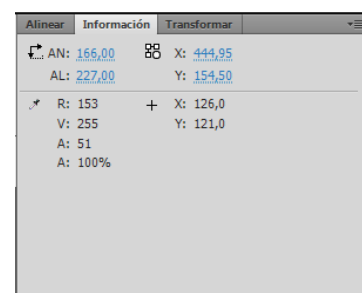 Alinear Información Transformar
AN: 166,00 X: 444,95
AL: 227,00 Y: 154,50
R: 153 X: 126,0
V: 255 Y: 121,0
A: 51
A: 100%